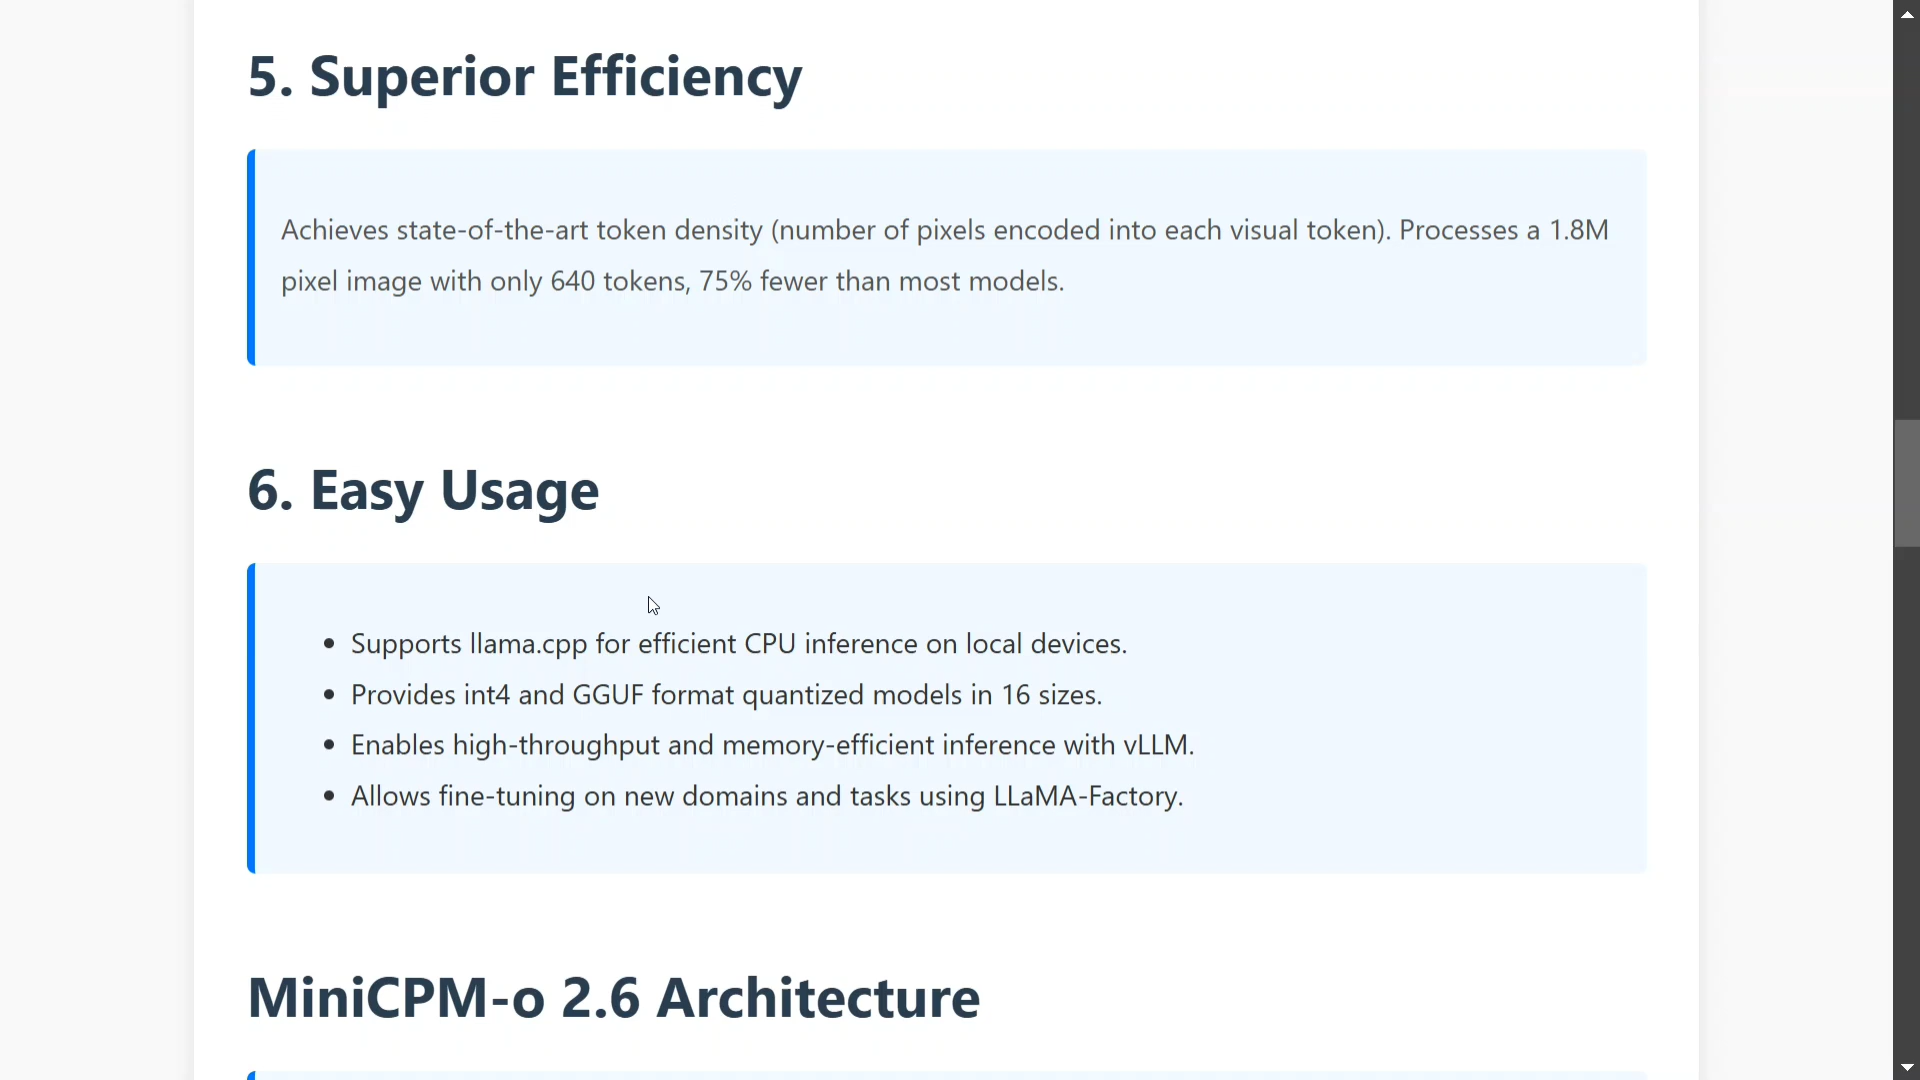 5. Superior Efficiency
Achieves state-of-the-art token density (number of pixels encoded into each visual token). Processes a 1.8M
pixel image with only 640 tokens, 75% fewer than most models.
6. Easy Usage
• Supports llama.cpp for efficient CPU inference on local devices.
• Provides int4 and GGUF format quantized models in 16 sizes.
• Enables high-throughput and memory-efficient inference with vLLM.
• Allows fine-tuning on new domains and tasks using LLaMA-Factory.
MiniCPM-o 2.6 Architecture